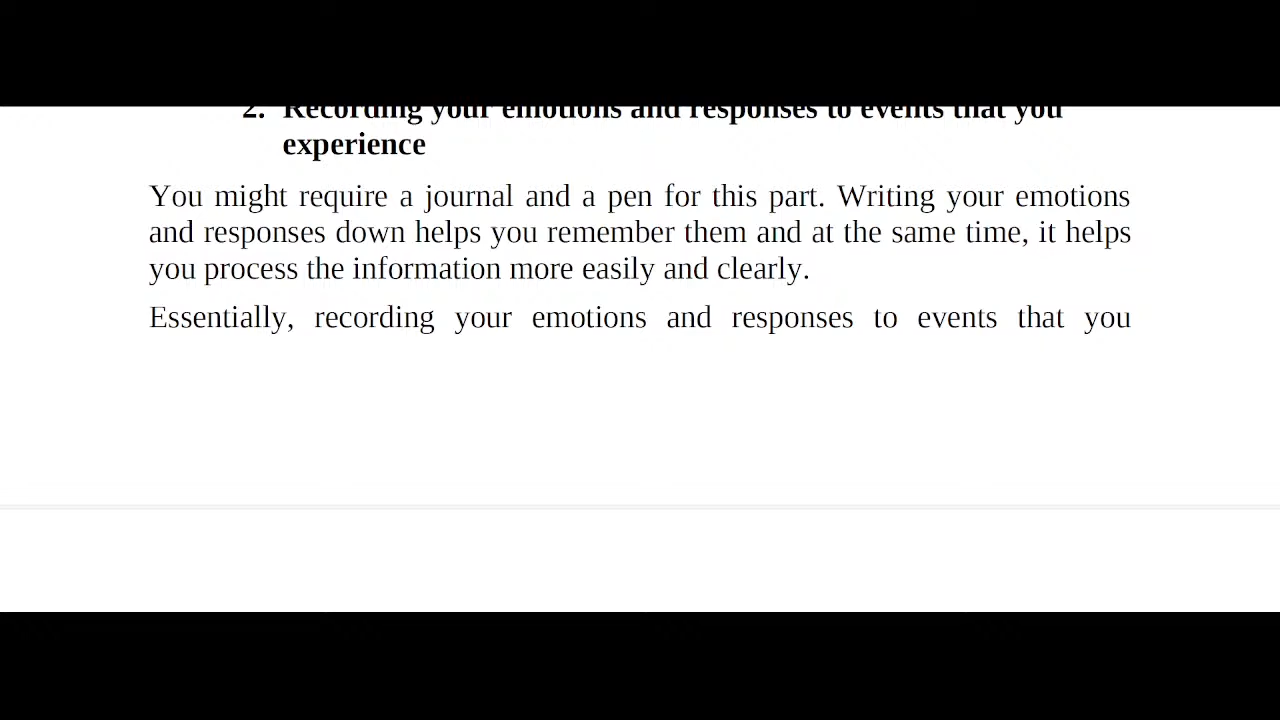 2. Recording your emotions and responses to events that you
experience
You might require a journal and a pen for this part. Writing your emotions
and responses down helps you remember them and at the same time, it helps
you process the information more easily and clearly.
Essentially, recording your emotions and responses to events that you